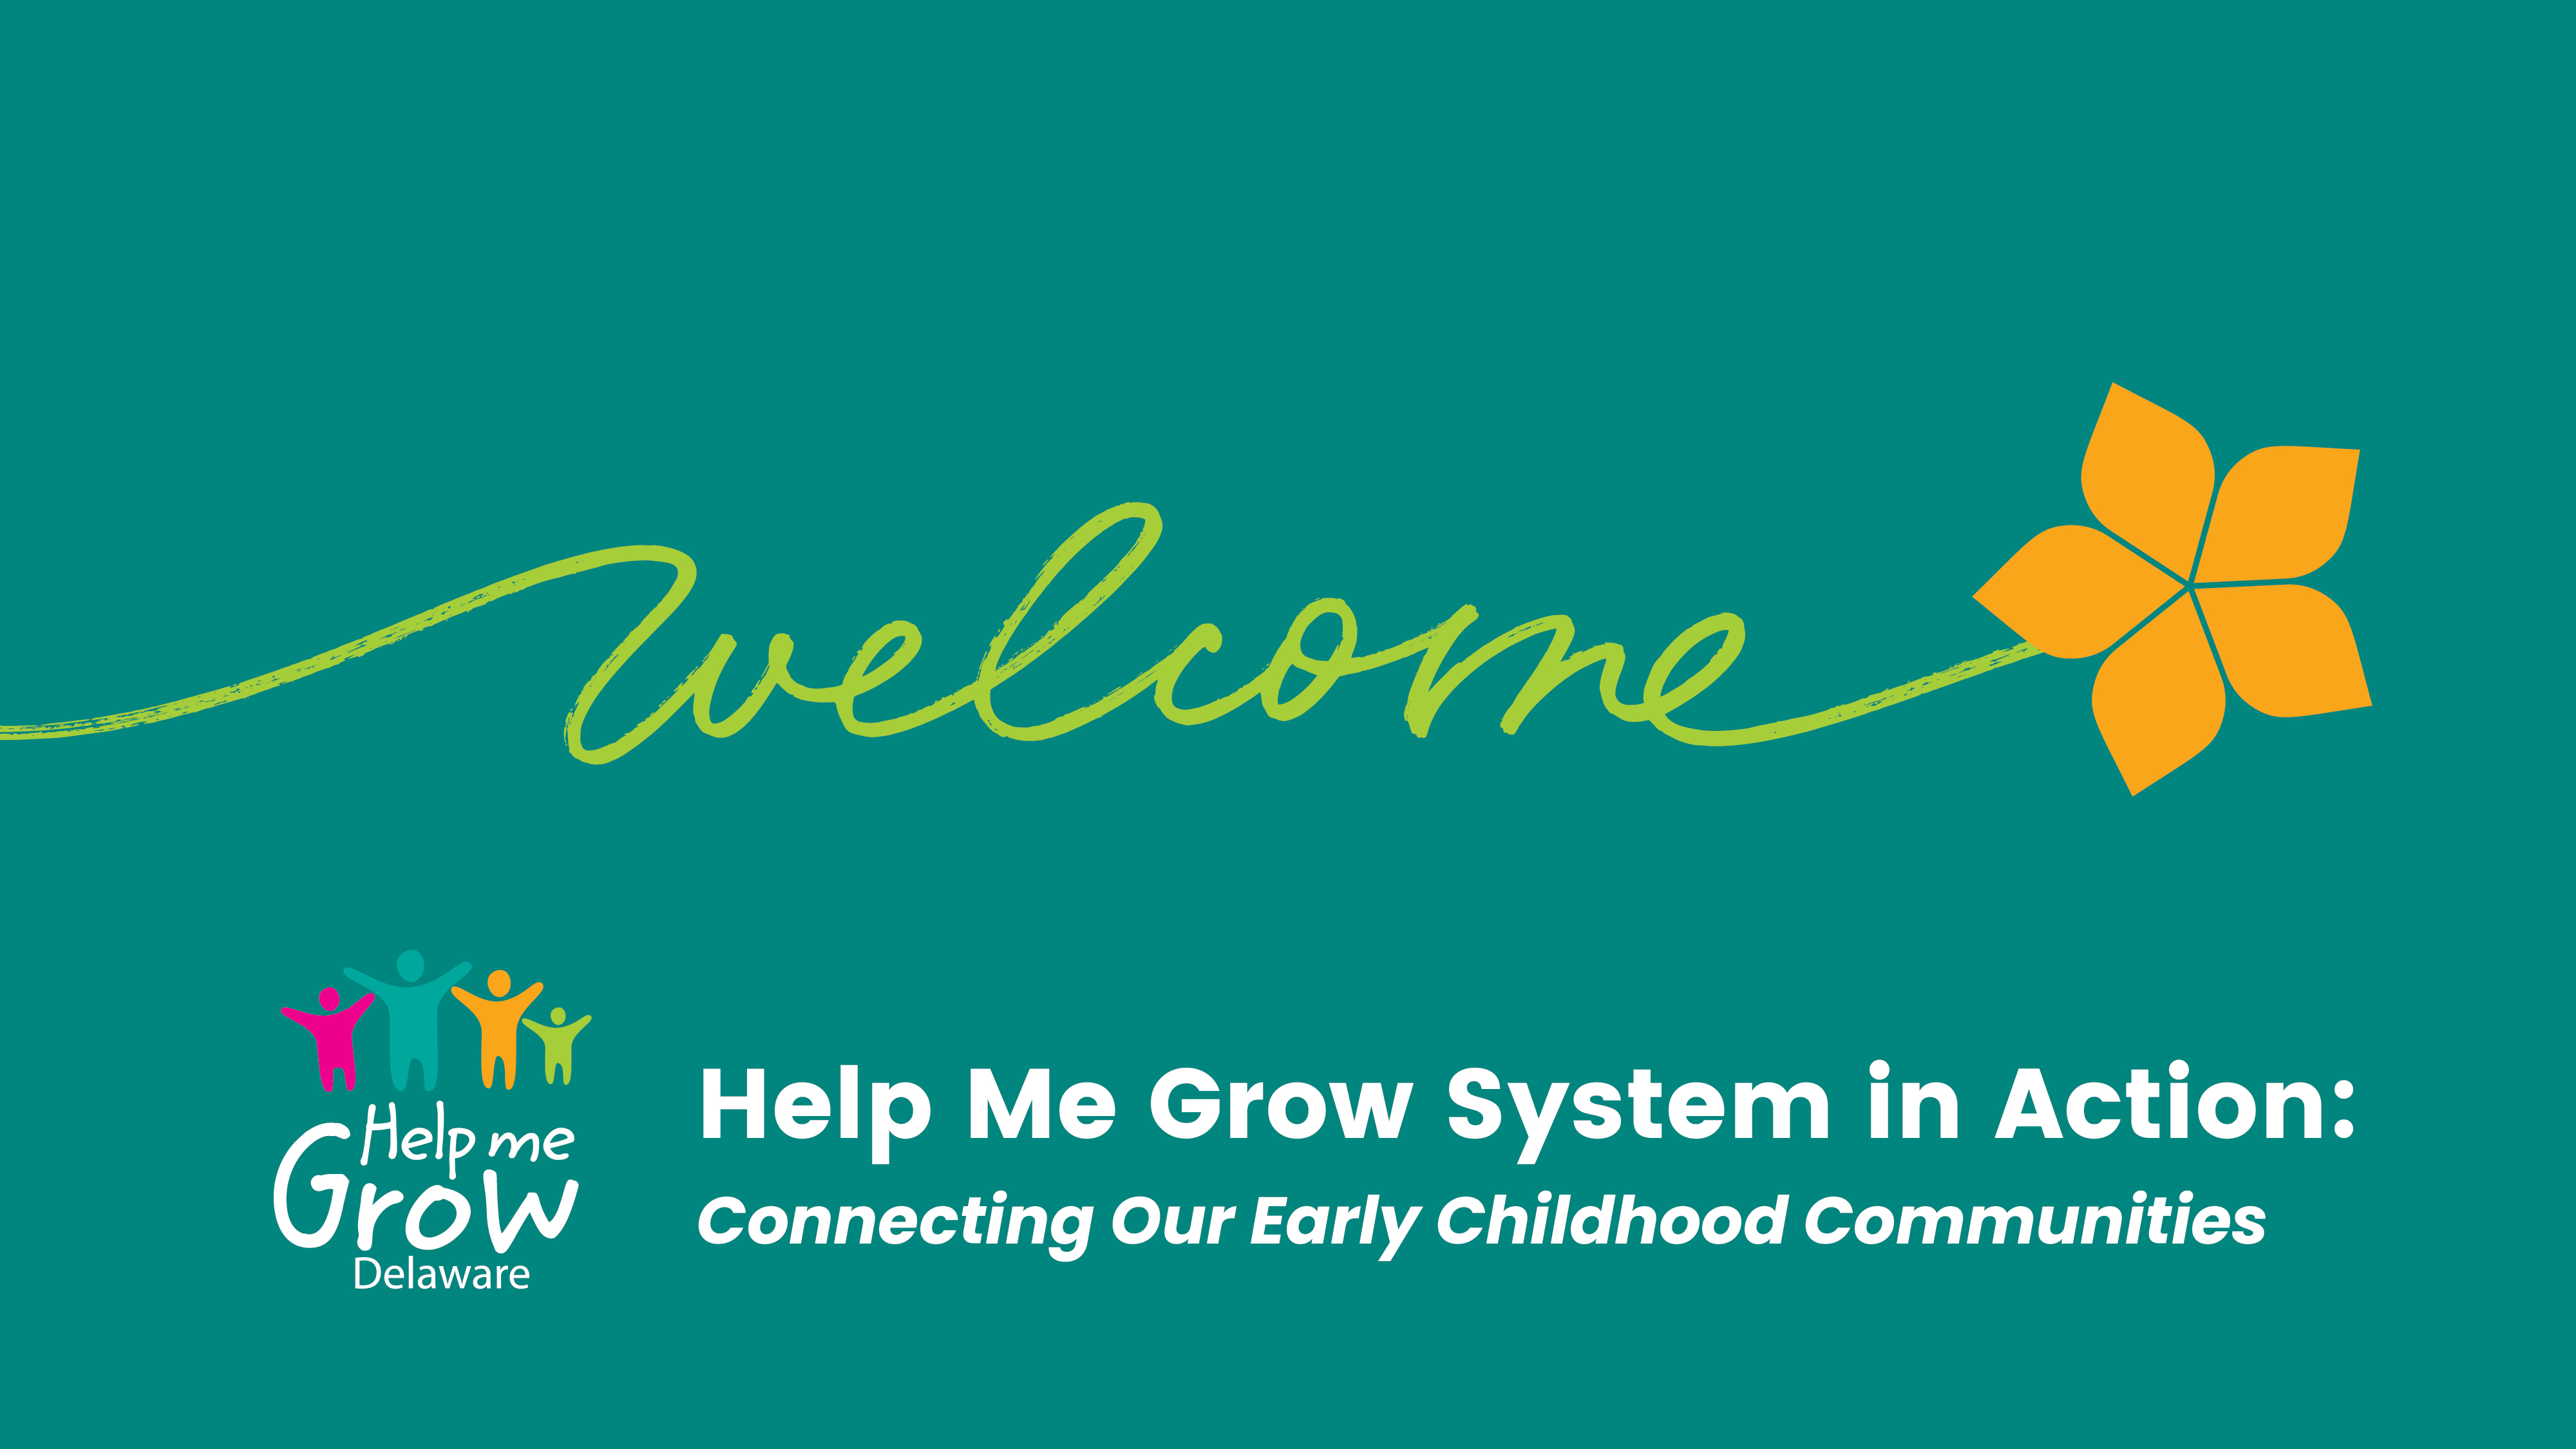 welcome
Help me
Grow
Delaware
Help Me Grow System in Action:
Connecting Our Early Childhood Communities